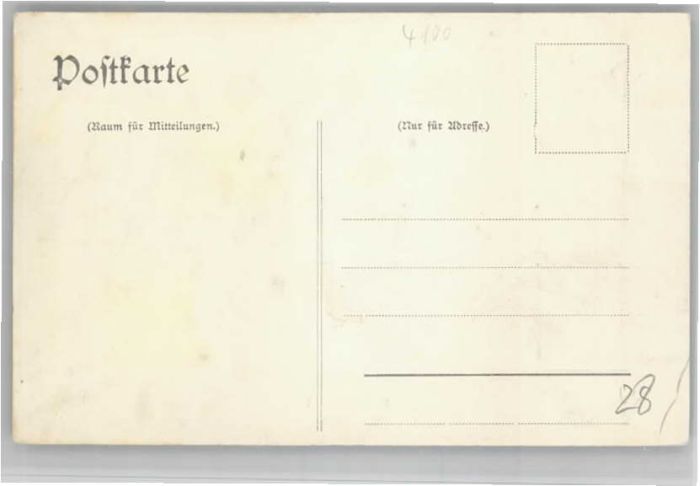 4100
Postkarte
(Raum für Mitteilungen.)
(Nur für Adresse.)
28